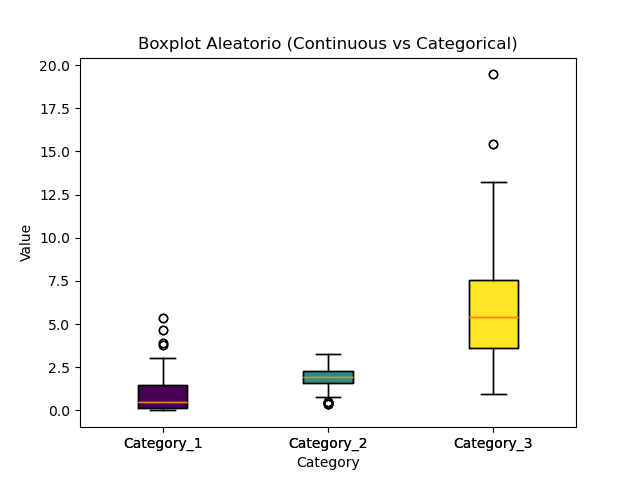 Boxplot Aleatorio (Continuous vs Categorical)
20.0
17.5
15.0
12.5
10.0
7.5
5.0
2.5
0.0
Value
Category_1
Category_2
Category_3
Category